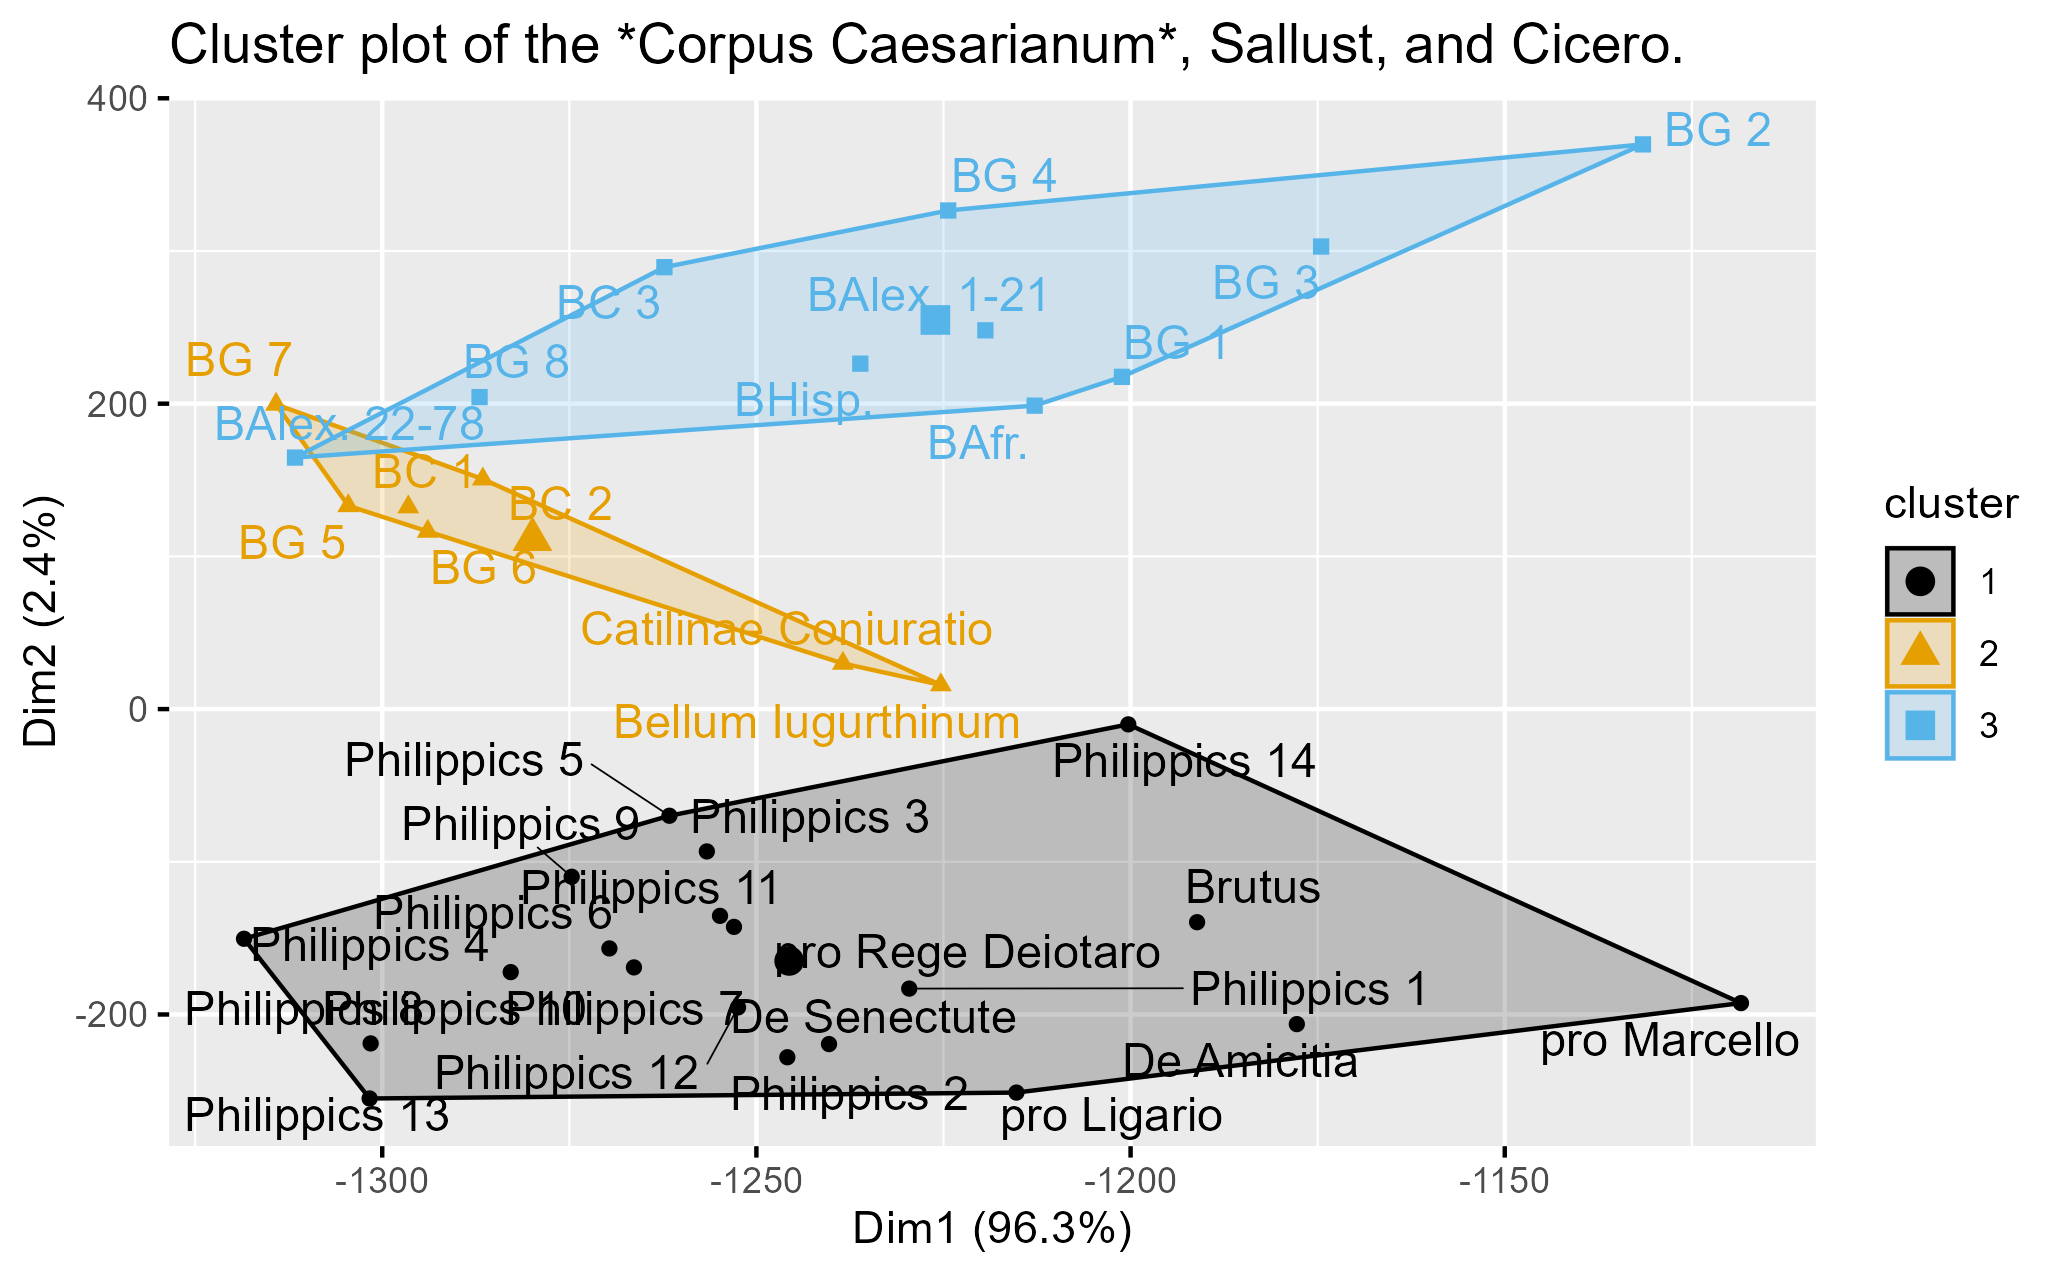 Cluster plot of the *Corpus Caesarianum*, Sallust, and Cicero.
400
200
0
-200
Dim2 (2.4%)
BG 2
BG 4
BG 3
BAlex. 1-21
BC 3
BG 1
BG 8
BG 7
BHisp.
BAlex. 22-78
BAfr.
BC 1
BC 2
BG 5
BG 6
Catilinae Coniuratio
Bellum Iugurthinum
Philippics 5
Philippics 14
Philippics 3
Philippics 9
Philippics 11
Brutus
Philippics 6
Philippics 4
pro Rege Deiotaro
Philippics 1
Philippics 8
Philippics 10
Philippics 7
De Senectute
pro Marcello
De Amicitia
Philippics 12
Philippics 2
Philippics 13
pro Ligario
-1300
-1250
-1200
-1150
Dim1 (96.3%)
cluster
1
2
3